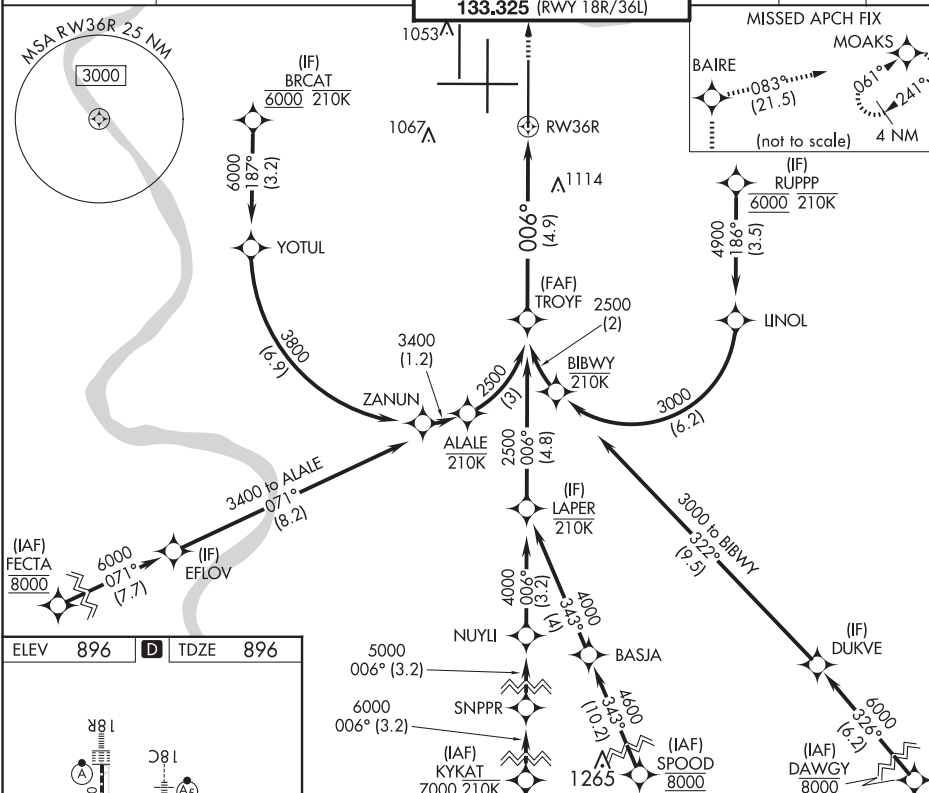 133.325 (RWY 18R/36L)
MSA RW36R 25 NM
3000
(IF)
BRCAT
6000 210K
6000
187°
(3.2)
YOTUL
3800
(6.9)
1053
1067
RW36R
1114
006°
(4.9)
(FAF)
TROYF
2500
(2)
BIBWY
210K
MISSED APCH FIX
MOAKS
BAIRE
083°
(21.5)
061°
241°
4 NM
(not to scale)
(IF)
RUPPP
6000 210K
4900
186°
(3.5)
LINOL
3000
(6.2)
3400
(1.2)
ZANUN
ALALE
210K
2500
(3)
2500
006°
(4.8)
(IF)
LAPER
210K
3400 to ALALE
071°
(8.2)
(IAF)
FECTA
8000
6000
071°
(7.7)
(IF)
EFLOV
3000 to BIBWY
322°
(9.5)
4000
006°
(3.2)
4000
343°
(4)
NUYLI
BASJA
(IF)
DUKVE
5000
006° (3.2)
SNPPR
6000
006° (3.2)
4600
343°
(10.2)
6000
326°
(6.2)
(IAF)
KYKAT
7000 210K
1265
(IAF)
SPOOD
8000
(IAF)
DAWGY
8000
ELEV 896 D TDZE 896
18R
18C
A
A5